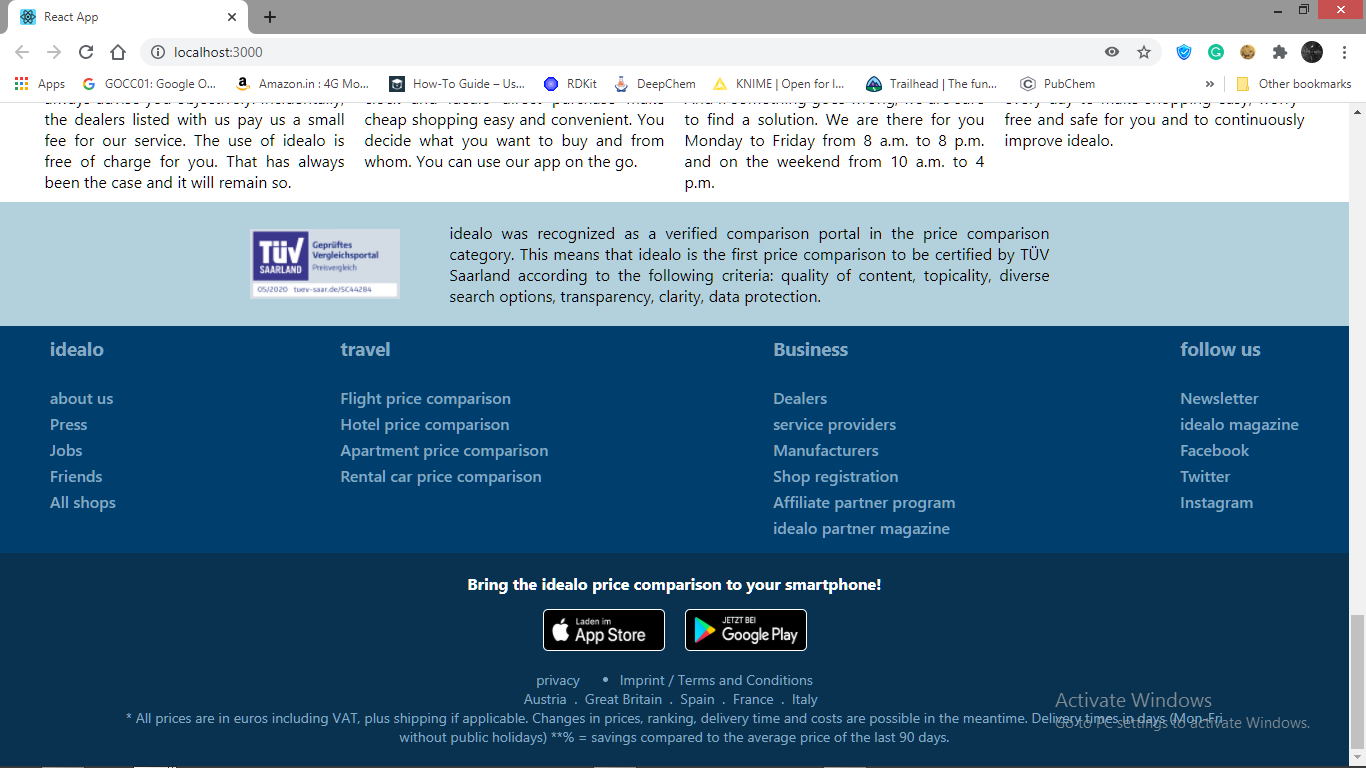 React App
localhost:3000
Apps
GOCC01: Google O...
Amazon.in : 4G Mo...
How-To Guide – Us...
RDKit
DeepChem
KNIME | Open for I...
Trailhead | The fun...
PubChem
»
Other bookmarks
the dealers listed with us pay us a small
fee for our service. The use of idealo is
free of charge for you. That has always
been the case and it will remain so.
cheap shopping easy and convenient. You
decide what you want to buy and from
whom. You can use our app on the go.
to find a solution. We are there for you
Monday to Friday from 8 a.m. to 8 p.m.
and on the weekend from 10 a.m. to 4
p.m.
free and safe for you and to continuously
improve idealo.
TÜV
SAARLAND
Geprüftes
Vergleichsportal
Preisvergleich
05/2020 tuev-saar.de/SC44284
idealo was recognized as a verified comparison portal in the price comparison
category. This means that idealo is the first price comparison to be certified by TÜV
Saarland according to the following criteria: quality of content, topicality, diverse
search options, transparency, clarity, data protection.
idealo
about us
Press
Jobs
Friends
All shops
travel
Flight price comparison
Hotel price comparison
Apartment price comparison
Rental car price comparison
Business
Dealers
service providers
Manufacturers
Shop registration
Affiliate partner program
idealo partner magazine
follow us
Newsletter
idealo magazine
Facebook
Twitter
Instagram
Bring the idealo price comparison to your smartphone!
Laden im
App Store
JETZT BEI
Google Play
privacy • Imprint / Terms and Conditions
Austria . Great Britain . Spain . France . Italy
* All prices are in euros including VAT, plus shipping if applicable. Changes in prices, ranking, delivery time and costs are possible in the meantime. Delivery times in days (Mon-Fri
without public holidays) **% = savings compared to the average price of the last 90 days.
Activate Windows
Go to PC settings to activate Windows.